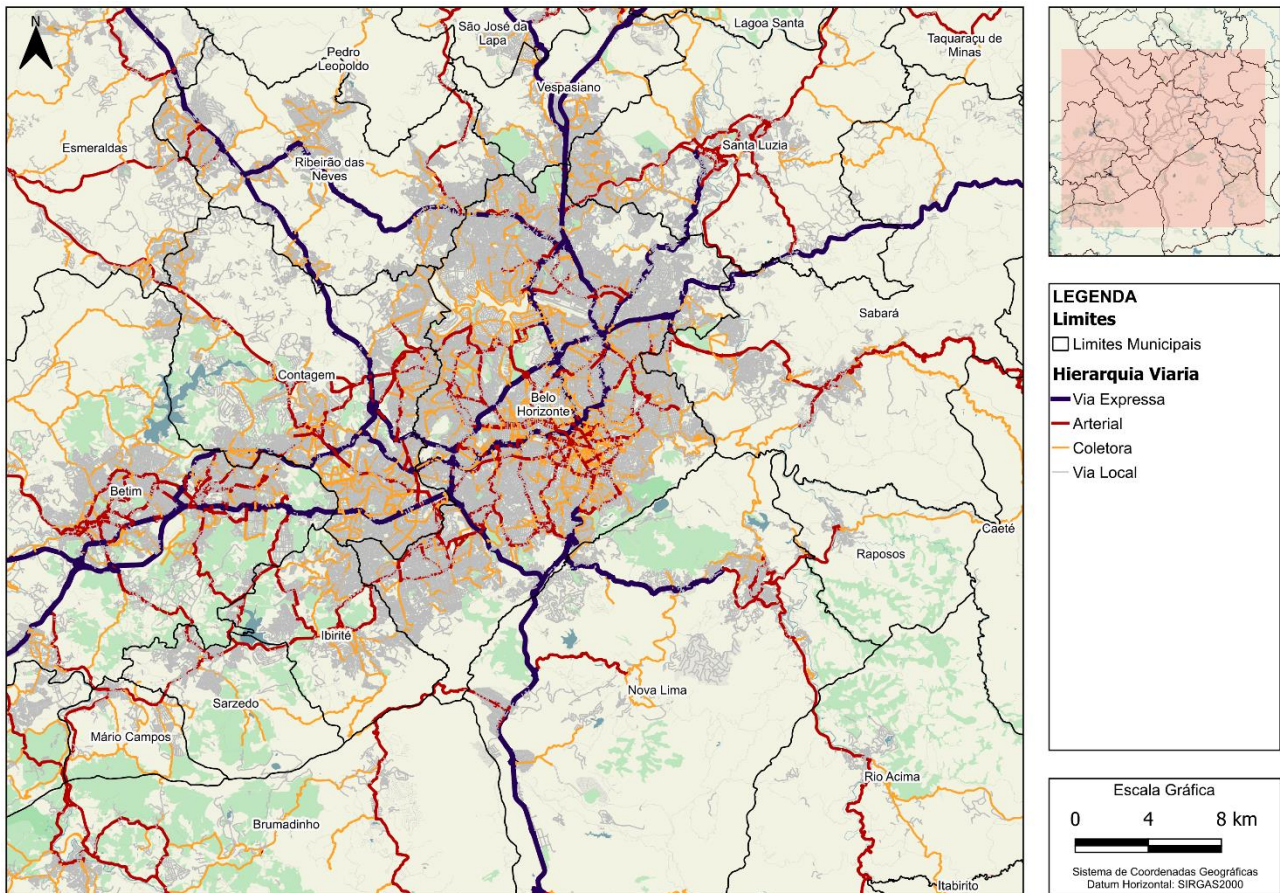 N
São José da
Lapa
Lagoa Santa
Taquaraçu de
Minas
Pedro
Leopoldo
Vespasiano
Esmeraldas
Ribeirão das
Neves
Santa Luzia
Sabará
Contagem
Belo
Horizonte
Betim
Caeté
Raposos
Ibirité
Nova Lima
Sarzedo
Mário Campos
Rio Acima
Brumadinho
Itabirito
LEGENDA
Limites
Limites Municipais
Hierarquia Viaria
Via Expressa
Arterial
Coletora
Via Local
Escala Gráfica
0 4 8 km
Sistema de Coordenadas Geográficas
Datum Horizontal: SIRGAS2000